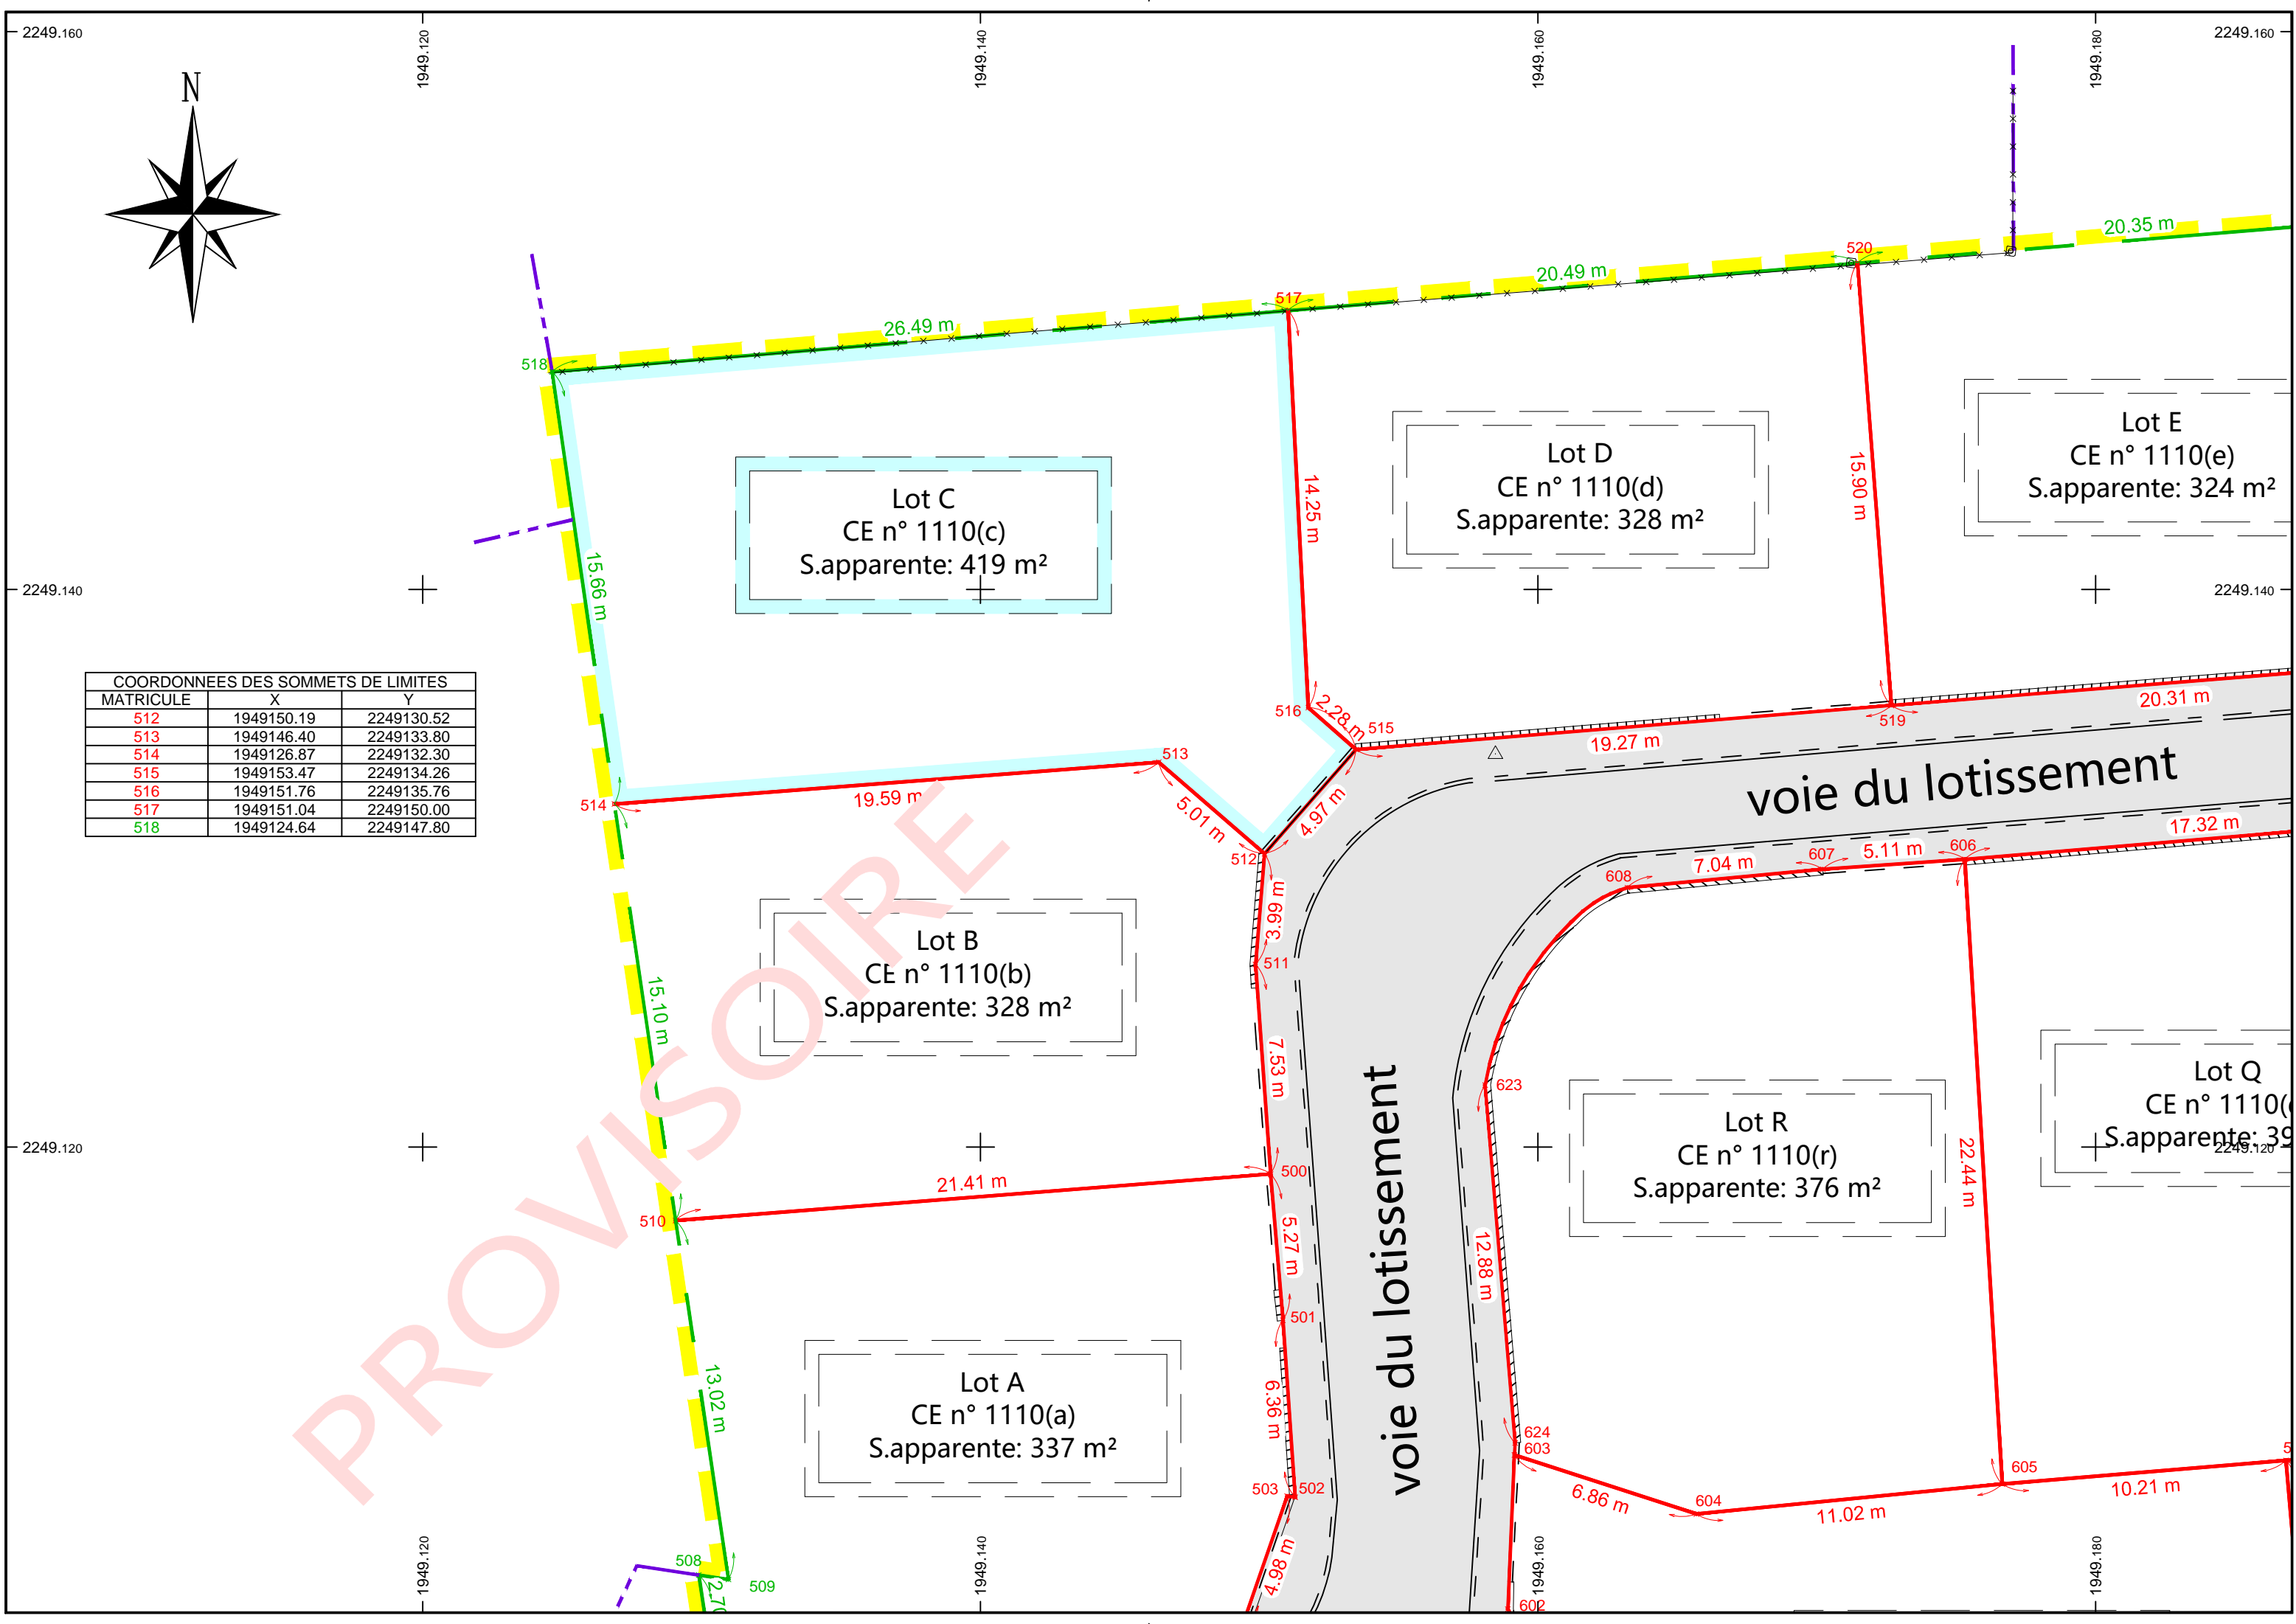 2249.160
1949.120
1949.140
1949.160
1949.180
2249.160
N
20.35 m
520
20.49 m
517
26.49 m
518
Lot C
CE n° 1110(c)
S.apparente: 419 m²
Lot D
CE n° 1110(d)
S.apparente: 328 m²
Lot E
CE n° 1110(e)
S.apparente: 324 m²
14.25 m
15.90 m
15.66 m
2249.140
2249.140
COORDONNEES DES SOMMETS DE LIMITES
MATRICULE X Y
512 1949150.19 2249130.52
513 1949146.40 2249133.80
514 1949126.87 2249132.30
515 1949153.47 2249134.26
516 1949151.76 2249135.76
517 1949151.04 2249150.00
518 1949124.64 2249147.80
516
2.28 m
515
519
20.31 m
19.27 m
513
514
19.59 m
5.01 m
4.97 m
voie du lotissement
17.32 m
512
608
7.04 m
607
5.11 m
606
3.99 m
511
Lot B
CE n° 1110(b)
S.apparente: 328 m²
15.10 m
7.53 m
623
Lot R
CE n° 1110(r)
S.apparente: 376 m²
Lot Q
CE n° 1110(
S.apparente: 39
2249.120
2249.120
22.44 m
500
21.41 m
510
5.27 m
12.88 m
501
voie du lotissement
PROVISOIRE
Lot A
CE n° 1110(a)
S.apparente: 337 m²
13.02 m
6.36 m
624
603
503
502
6.86 m
604
11.02 m
605
10.21 m
5
508
509
2.70
4.98 m
602
1949.120
1949.140
1949.160
1949.180